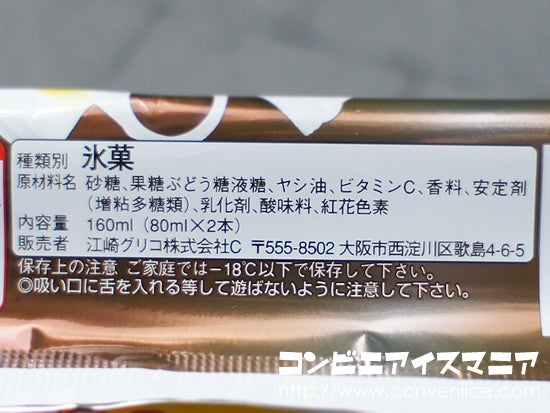 種類別 氷菓
原材料名 砂糖、果糖ぶどう糖液糖、ヤシ油、ビタミンC、香料、安定剤
(増粘多糖類)、乳化剤、酸味料、紅花色素
内容量 160ml (80ml×2本)
販売者 江崎グリコ株式会社C 〒555-8502 大阪市西淀川区歌島4-6-5
保存上の注意 ご家庭では−18℃以下で保存して下さい。
◎吸い口に舌を入れる等して遊ばないように注意して下さい。
コンビニアイスマニア
http://www.conveniice.com